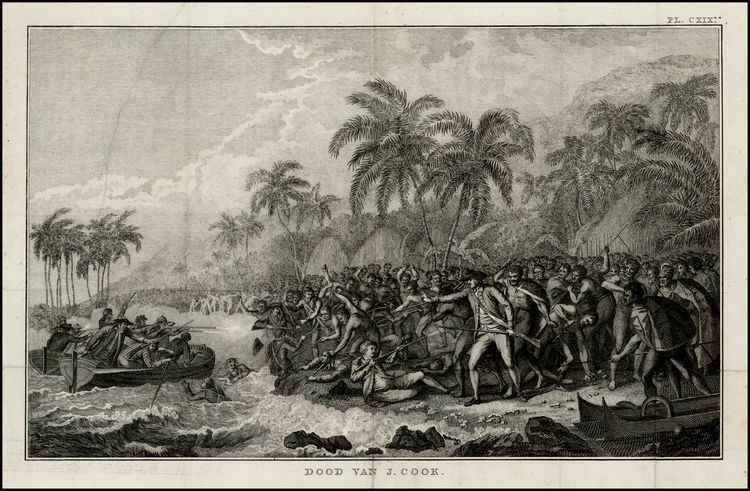 PL. CXIX.
DOOD VAN J. COOK.